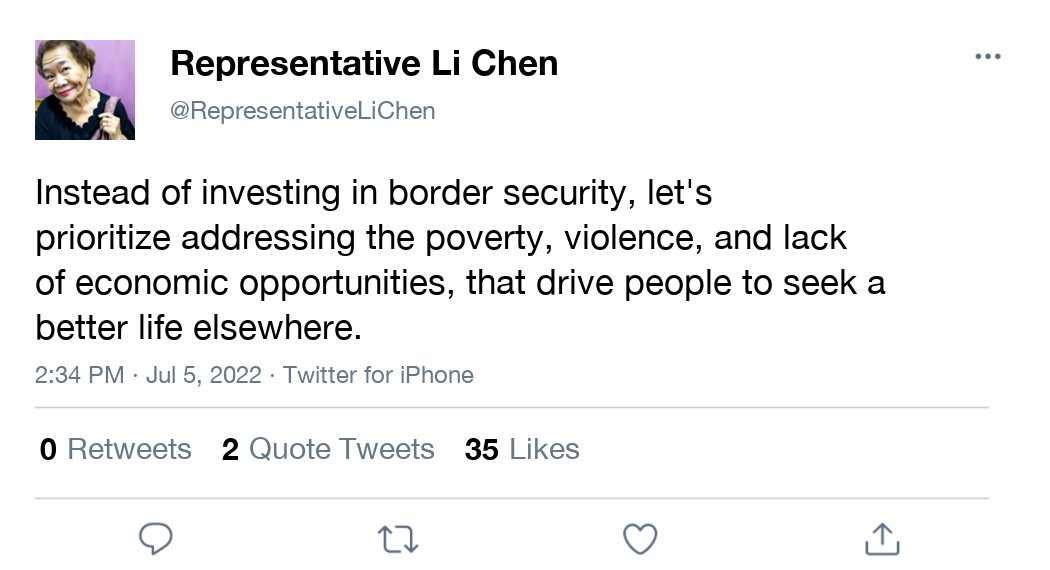 Representative Li Chen
@RepresentativeLiChen
Instead of investing in border security, let's
prioritize addressing the poverty, violence, and lack
of economic opportunities, that drive people to seek a
better life elsewhere.
2:34 PM · Jul 5, 2022 · Twitter for iPhone
0 Retweets 2 Quote Tweets 35 Likes